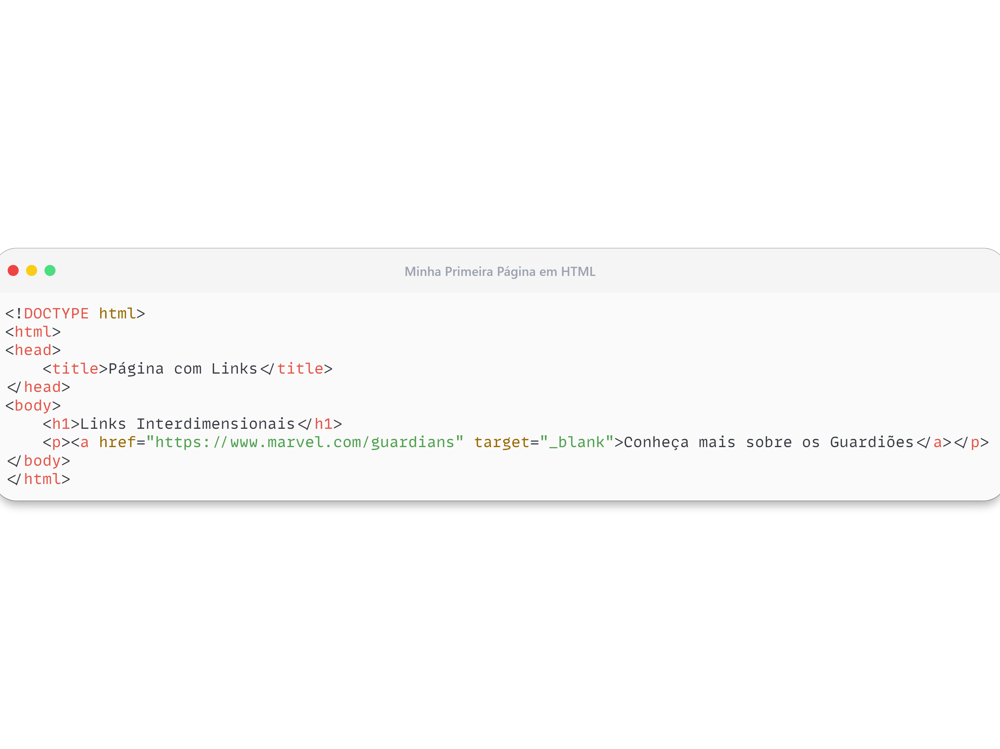 Minha Primeira Página em HTML
<!DOCTYPE html>
<html>
<head>
    <title>Página com Links</title>
</head>
<body>
    <h1>Links Interdimensionais</h1>
    <p><a href="https://www.marvel.com/guardians" target="_blank">Conheça mais sobre os Guardiões</a></p>
</body>
</html>